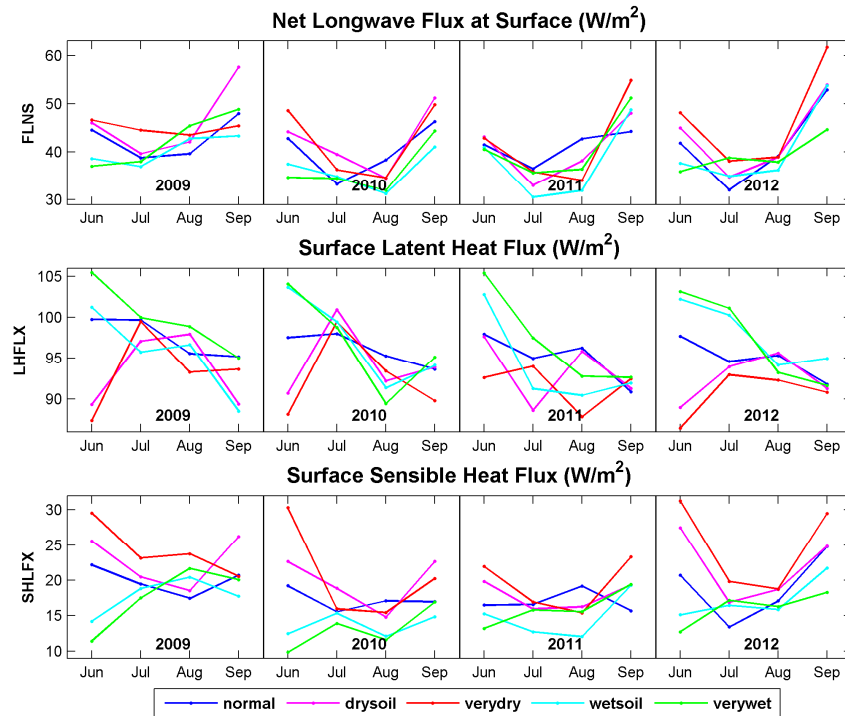 Net Longwave Flux at Surface (W/m²)
FLNS
60
50
40
30
2009 2010 2011 2012
Jun Jul Aug Sep Jun Jul Aug Sep Jun Jul Aug Sep Jun Jul Aug Sep
Surface Latent Heat Flux (W/m²)
LHFLX
105
100
95
90
2009 2010 2011 2012
Jun Jul Aug Sep Jun Jul Aug Sep Jun Jul Aug Sep Jun Jul Aug Sep
Surface Sensible Heat Flux (W/m²)
SHLFX
30
25
20
15
10
2009 2010 2011 2012
Jun Jul Aug Sep Jun Jul Aug Sep Jun Jul Aug Sep Jun Jul Aug Sep
normal drysoil verydry wetsoil verywet